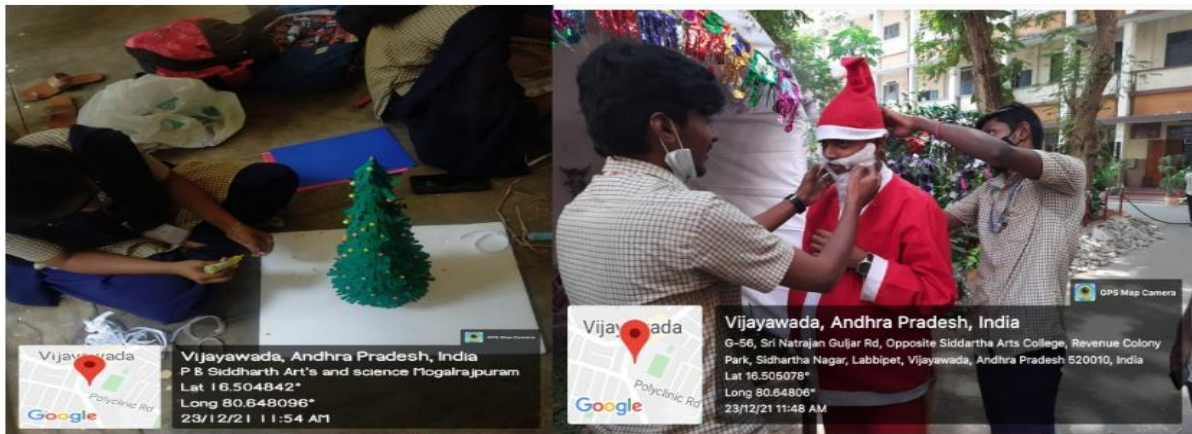 GPS Map Camera
Vijayawada
Polyclinic Rd
Google
Vijayawada, Andhra Pradesh, India
P B Siddharth Art's and science Mogalrajpuram
Lat 16.504842°
Long 80.648096°
23/12/21 11:54 AM
GPS Map Camera
Vijayawada
Polyclinic Rd
Google
Vijayawada, Andhra Pradesh, India
G-56, Sri Natrajan Guljar Rd, Opposite Siddartha Arts College, Revenue Colony
Park, Sidhartha Nagar, Labbipet, Vijayawada, Andhra Pradesh 520010, India
Lat 16.505078°
Long 80.64806°
23/12/21 11:48 AM